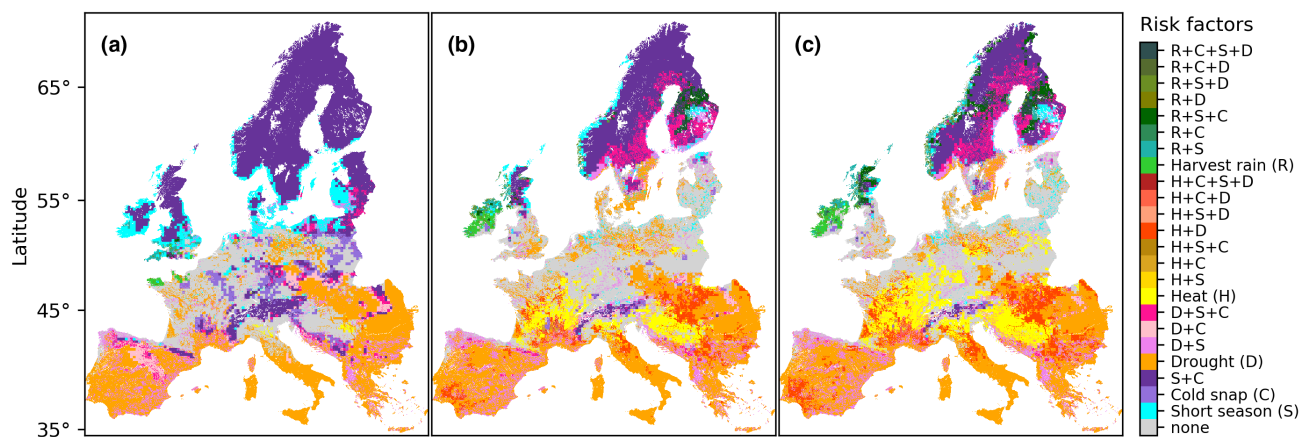 (a)
(b)
(c)
Risk factors
R+C+S+D
R+C+D
R+S+D
R+D
R+S+C
R+C
R+S
Harvest rain (R)
H+C+S+D
H+C+D
H+S+D
H+D
H+S+C
H+C
H+S
Heat (H)
D+S+C
D+C
D+S
Drought (D)
S+C
Cold snap (C)
Short season (S)
none
Latitude
65°
55°
45°
35°